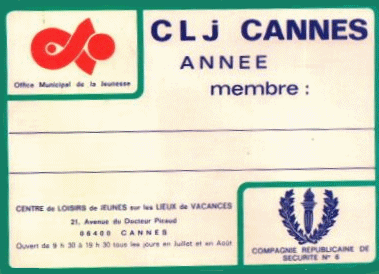 CLJ CANNES
ANNEE
membre :
Office Municipal de la Jeunesse
CENTRE de LOISIRS de JEUNES sur les LIEUX de VACANCES
21, Avenue du Docteur Picaud
06400 CANNES
Ouvert de 9 h 30 à 19 h 30 tous les jours en Juillet et en Août
COMPAGNIE REPUBLICAINE DE
SECURITE N° 6